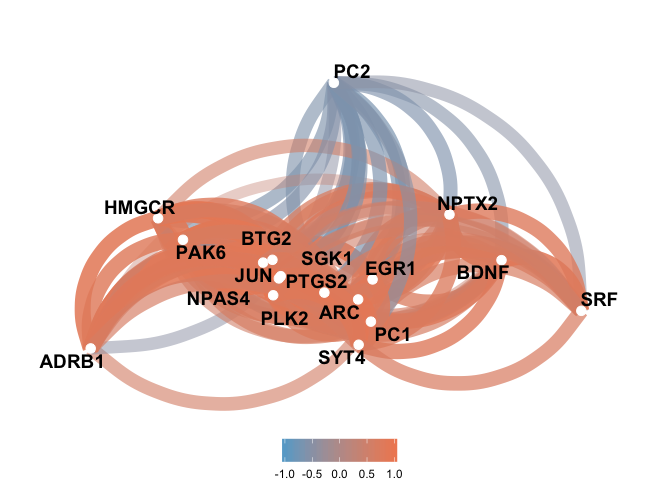 PC2
HMGCR
NPTX2
BTG2
PAK6
SGK1
EGR1
BDNF
JUN
PTGS2
NPAS4
ARC
SRF
PLK2
PC1
SYT4
ADRB1
-1.0 -0.5 0.0 0.5 1.0